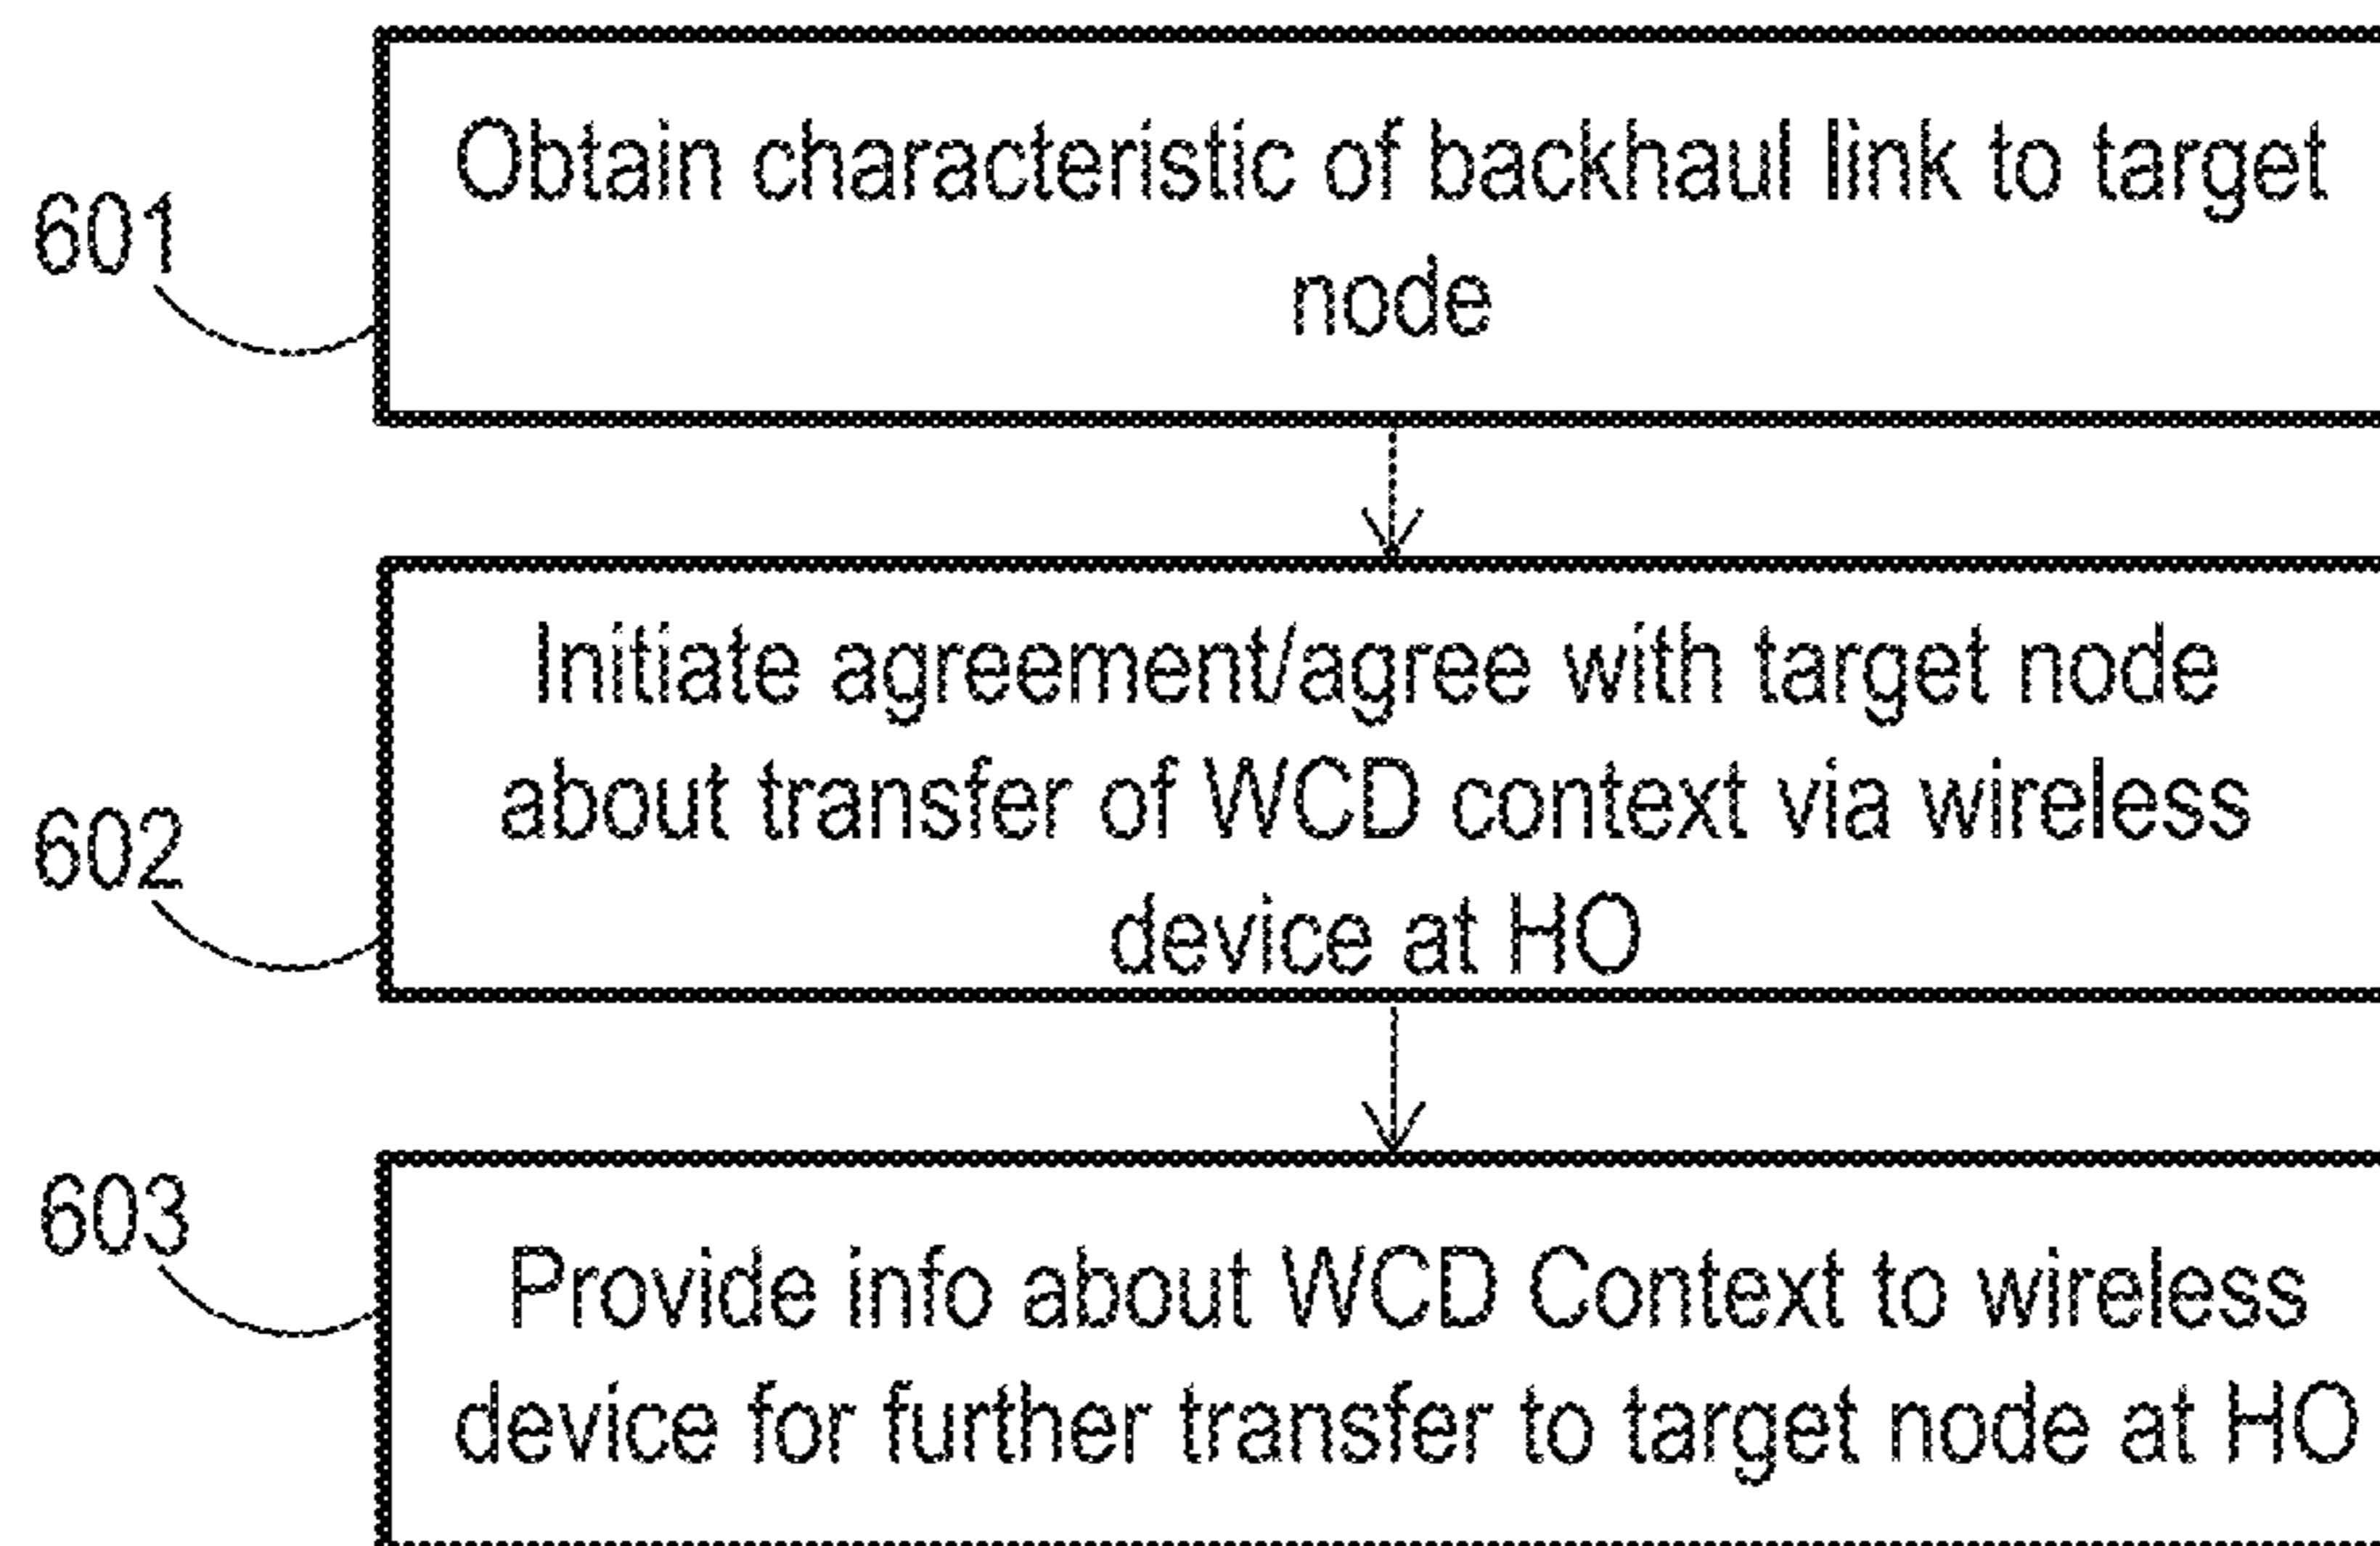 601
Obtain characteristic of backhaul link to target
node
602
Initiate agreement/agree with target node
about transfer of WCD context via wireless
device at HO
603
Provide info about WCD Context to wireless
device for further transfer to target node at HO